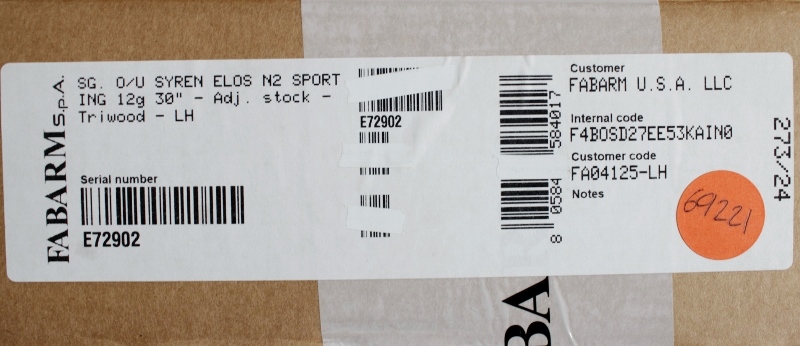 FABARM S.p.A.
SG. O/U SYREN ELOS N2 SPORT
ING 12g 30" - Adj. stock -
Triwood - LH
Serial number
E72902
E72902
8 0584
584017
Customer
FABARM U.S.A. LLC
Internal code
F4BOSD27EE53KAIN0
Customer code
FA04125-LH
Notes
273/24
69221
BA